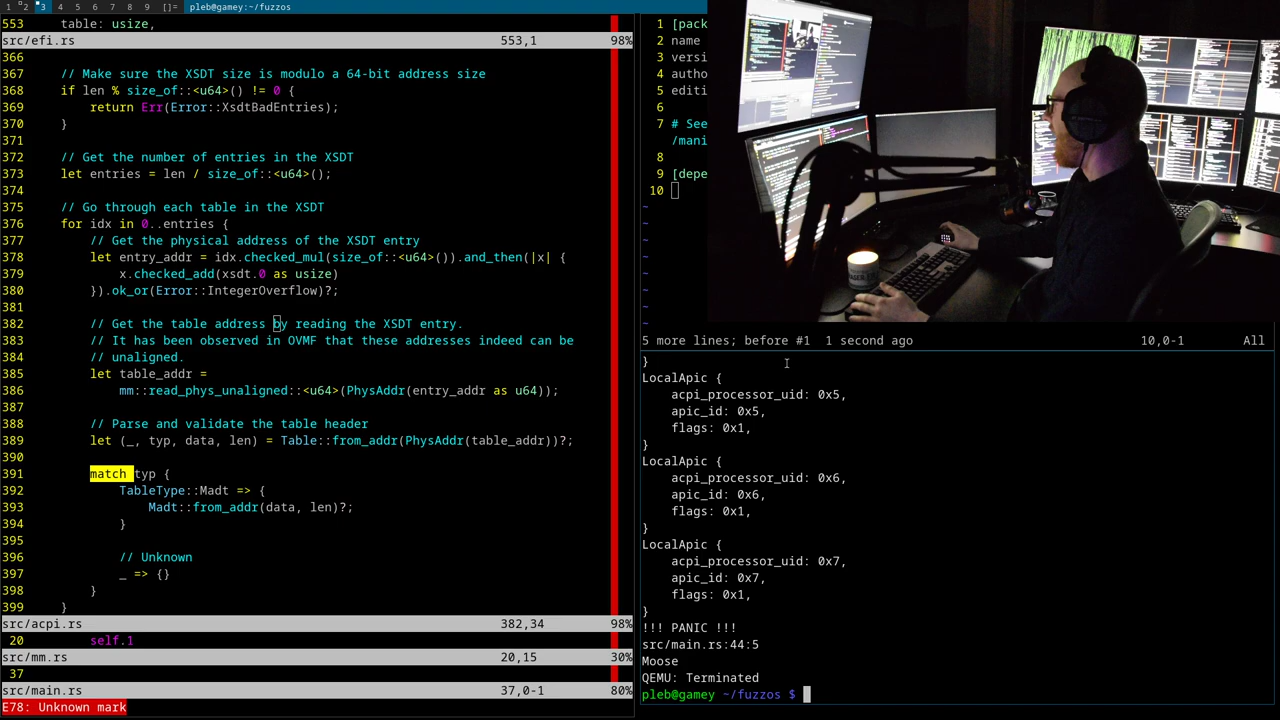 1 2 3 4 5 6 7 8 9 []= pleb@gamey:~/fuzzos
553 table: usize,
src/efi.rs 553,1 98%
366
367 // Make sure the XSDT size is modulo a 64-bit address size
368 if len % size_of::<u64>() != 0 {
369 return Err(Error::XsdtBadEntries);
370 }
371
372 // Get the number of entries in the XSDT
373 let entries = len / size_of::<u64>();
374
375 // Go through each table in the XSDT
376 for idx in 0..entries {
377 // Get the physical address of the XSDT entry
378 let entry_addr = idx.checked_mul(size_of::<u64>()).and_then(|x| {
379 x.checked_add(xsdt.0 as usize)
380 }).ok_or(Error::IntegerOverflow)?;
381
382 // Get the table address by reading the XSDT entry.
383 // It has been observed in OVMF that these addresses indeed can be
384 // unaligned.
385 let table_addr =
386 mm::read_phys_unaligned::<u64>(PhysAddr(entry_addr as u64));
387
388 // Parse and validate the table header
389 let (_, typ, data, len) = Table::from_addr(PhysAddr(table_addr))?;
390
391 match typ {
392 TableType::Madt => {
393 Madt::from_addr(data, len)?;
394 }
395
396 // Unknown
397 _ => {}
398 }
399 }
src/acpi.rs 382,34 98%
20 self.1
src/mm.rs 20,15 30%
37
src/main.rs 37,0-1 80%
E78: Unknown mark
1 [pack
2 name
3 versi
4 autho
5 editi
6
7 # See
/mani
8
9 [depe
10
~
~
~
~
~
~
~
~
5 more lines; before #1 1 second ago 10,0-1 All
}
LocalApic {
acpi_processor_uid: 0x5,
apic_id: 0x5,
flags: 0x1,
}
LocalApic {
acpi_processor_uid: 0x6,
apic_id: 0x6,
flags: 0x1,
}
LocalApic {
acpi_processor_uid: 0x7,
apic_id: 0x7,
flags: 0x1,
}
!!! PANIC !!!
src/main.rs:44:5
Moose
QEMU: Terminated
pleb@gamey ~/fuzzos $